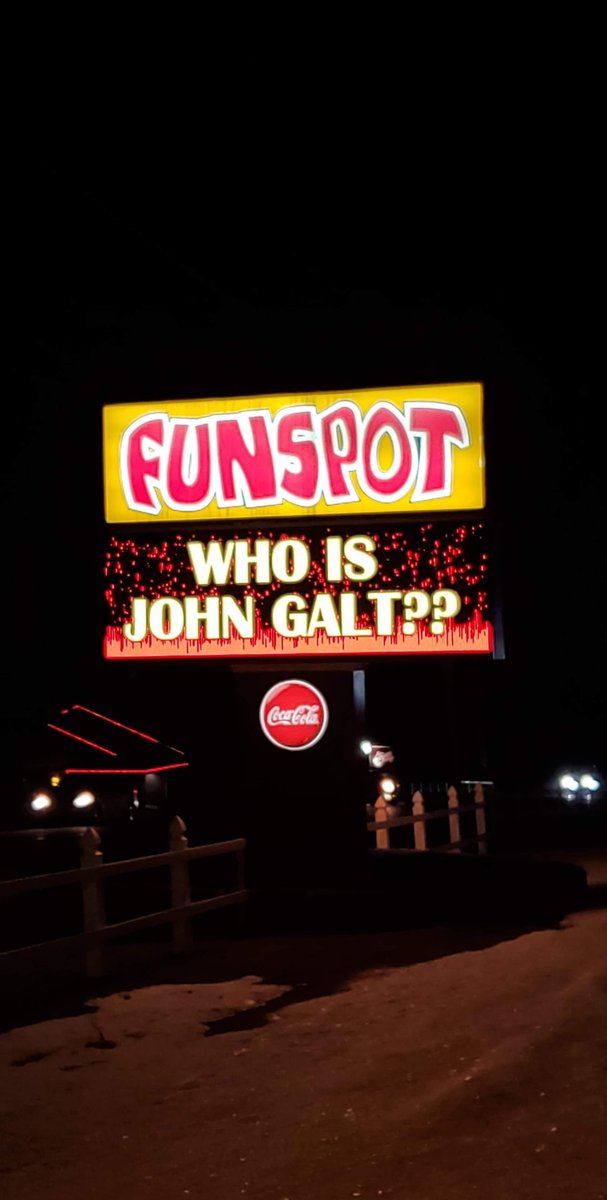 FUNSPOT
WHO IS
JOHN GALT??
Coca-Cola